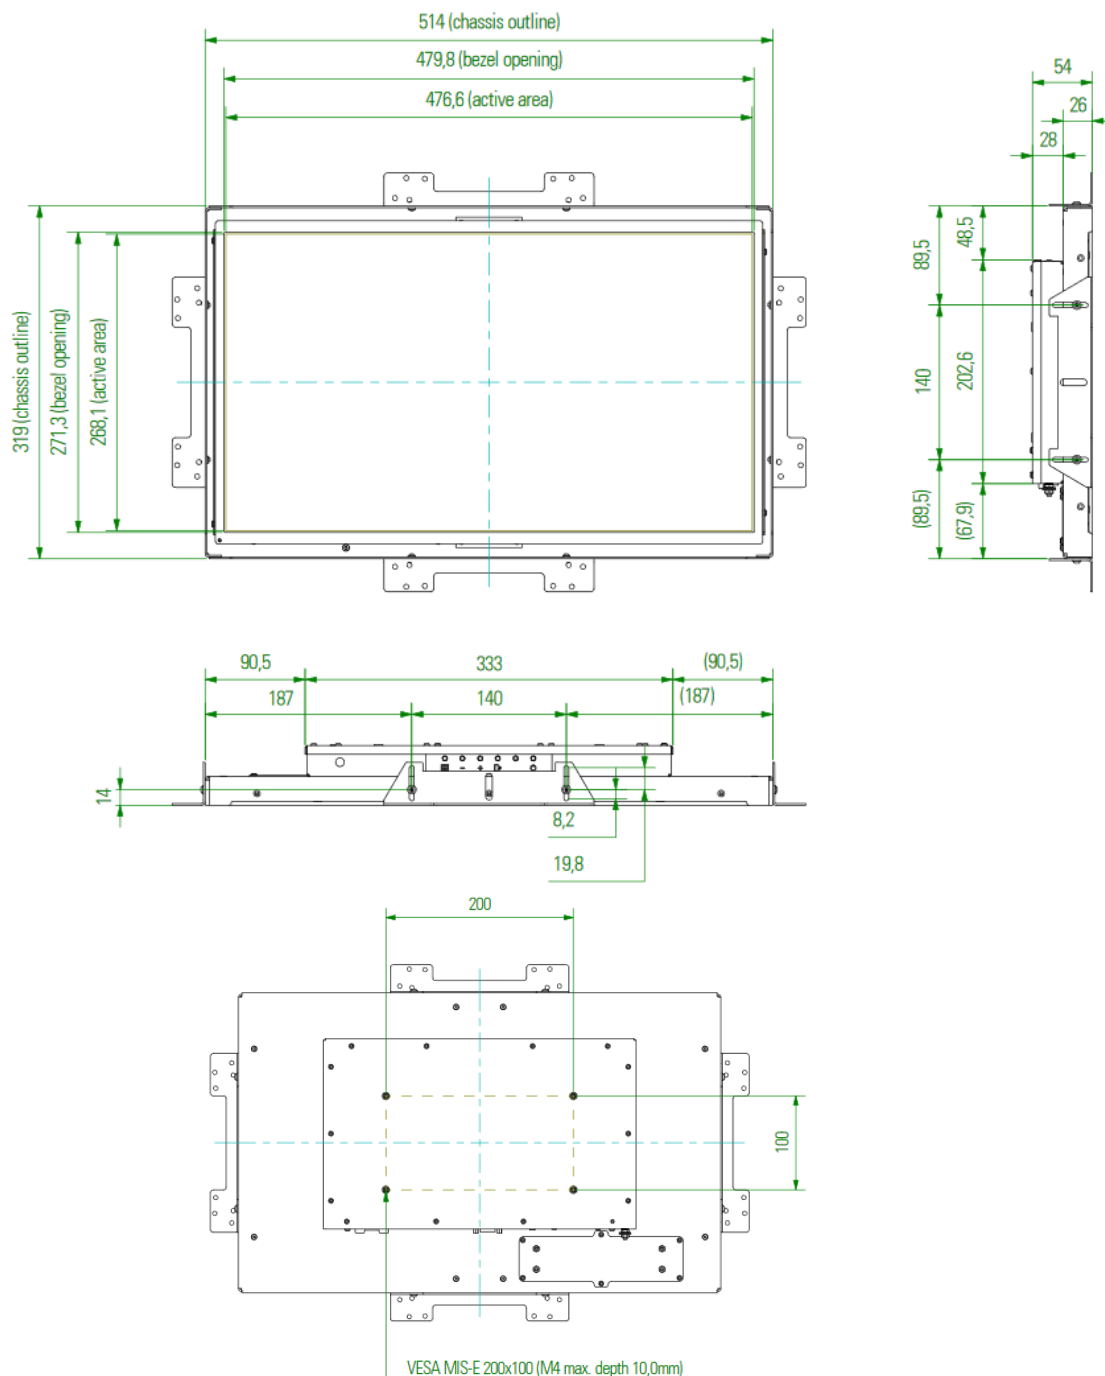 514 (chassis outline)
479,8 (bezel opening)
476,6 (active area)
54
26
28
319 (chassis outline)
271,3 (bezel opening)
268,1 (active area)
89,5
48,5
140
202,6
(89,5)
(67,9)
90,5
333
(90,5)
187
140
(187)
14
8,2
19,8
200
100
VESA MIS-E 200x100 (M4 max. depth 10,0mm)